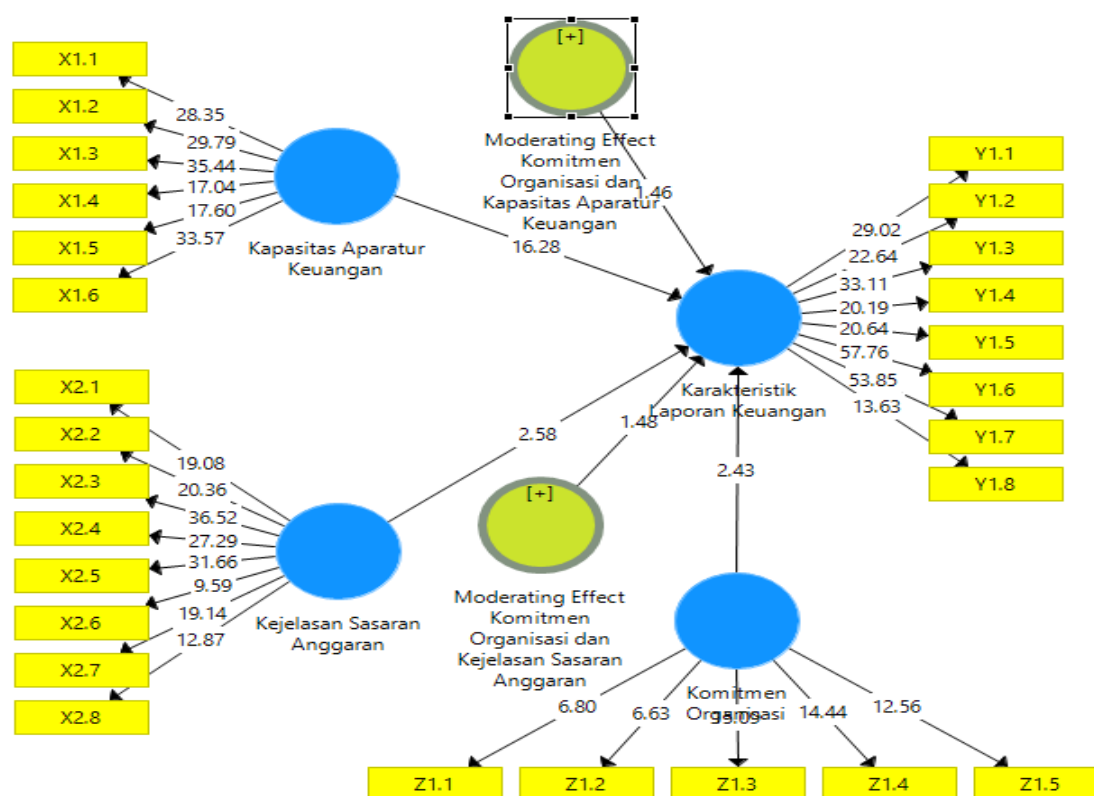 X1.1
X1.2
X1.3
X1.4
X1.5
X1.6
28.35
29.79
35.44
17.04
17.60
33.57
Kapasitas Aparatur
Keuangan
[+]
Moderating Effect
Komitmen
Organisasi dan
Kapasitas Aparatur
Keuangan
1.46
16.28
Y1.1
Y1.2
Y1.3
Y1.4
Y1.5
Y1.6
Y1.7
Y1.8
29.02
22.64
33.11
20.19
20.64
57.76
53.85
13.63
Karakteristik
Laporan Keuangan
X2.1
X2.2
X2.3
X2.4
X2.5
X2.6
X2.7
X2.8
19.08
20.36
36.52
27.29
31.66
9.59
19.14
12.87
Kejelasan Sasaran
Anggaran
2.58
1.48
2.43
[+]
Moderating Effect
Komitmen
Organisasi dan
Kejelasan Sasaran
Anggaran
Komitmen
Organisasi
6.80
6.63
14.44
12.56
Z1.1
Z1.2
Z1.3
Z1.4
Z1.5